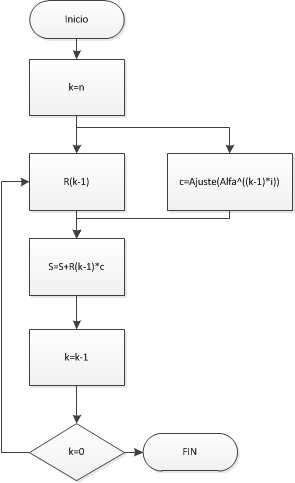 Inicio
k=n
R(k-1)
c=Ajuste(Alfa^((k-1)*i))
S=S+R(k-1)*c
k=k-1
k=0
FIN